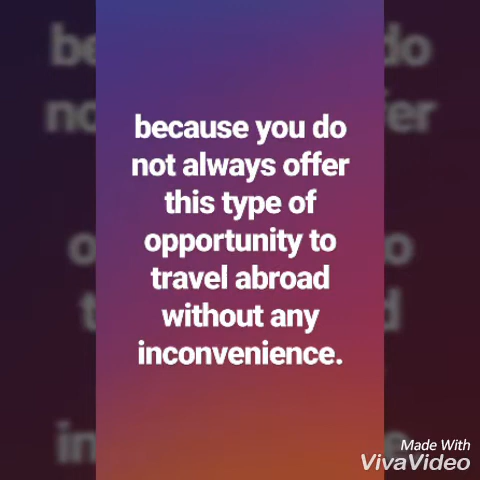 because you do
not always offer
this type of
opportunity to
travel abroad
without any
inconvenience.
Made With
VivaVideo